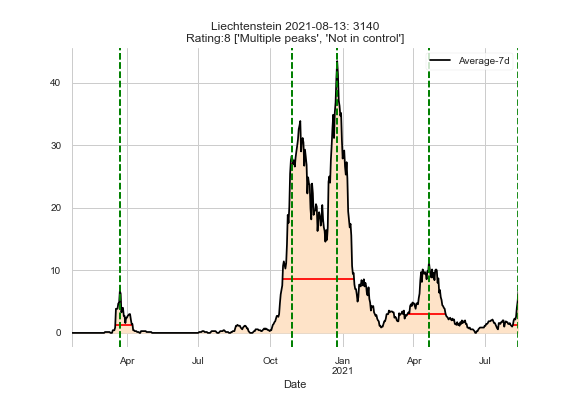 Liechtenstein 2021-08-13: 3140
Rating:8 ['Multiple peaks', 'Not in control']
Average-7d
40
30
20
10
0
Apr Jul Oct Jan Apr Jul
2021
Date